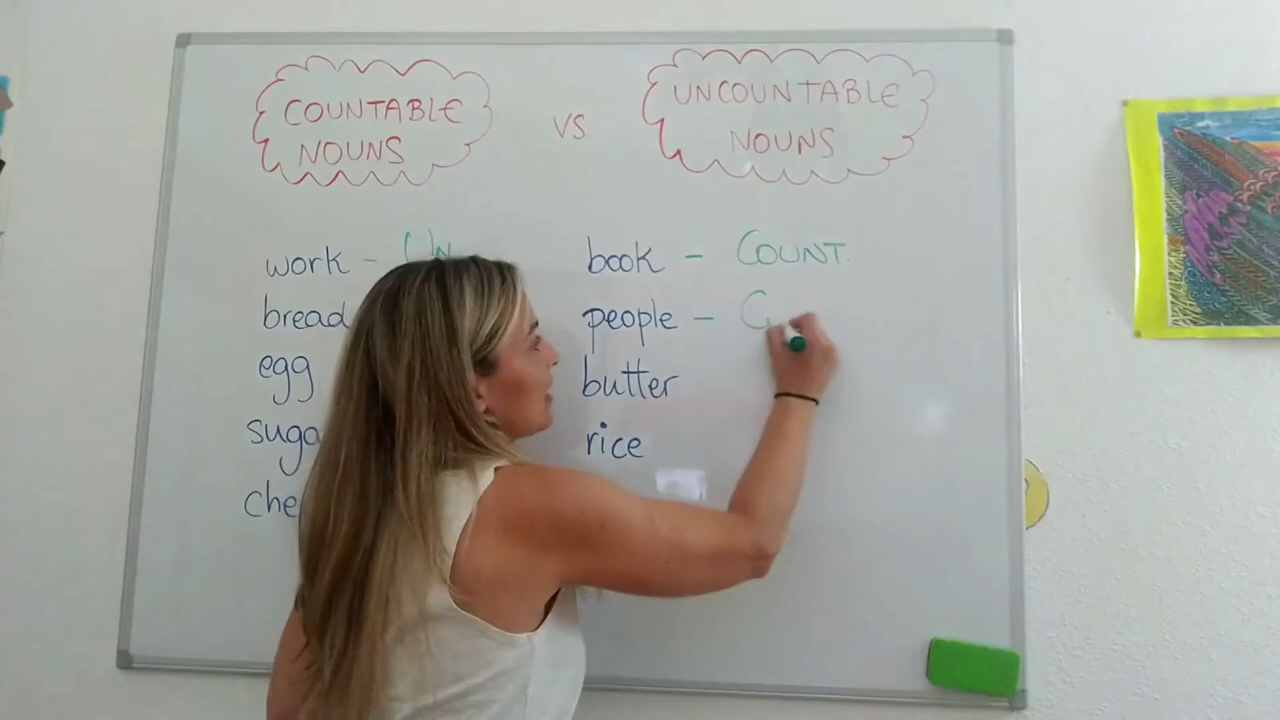 COUNTABLE
NOUNS
VS
UNCOUNTABLE
NOUNS
work - UN
bread
egg
suga
che
book - COUNT.
people - C
butter
rice